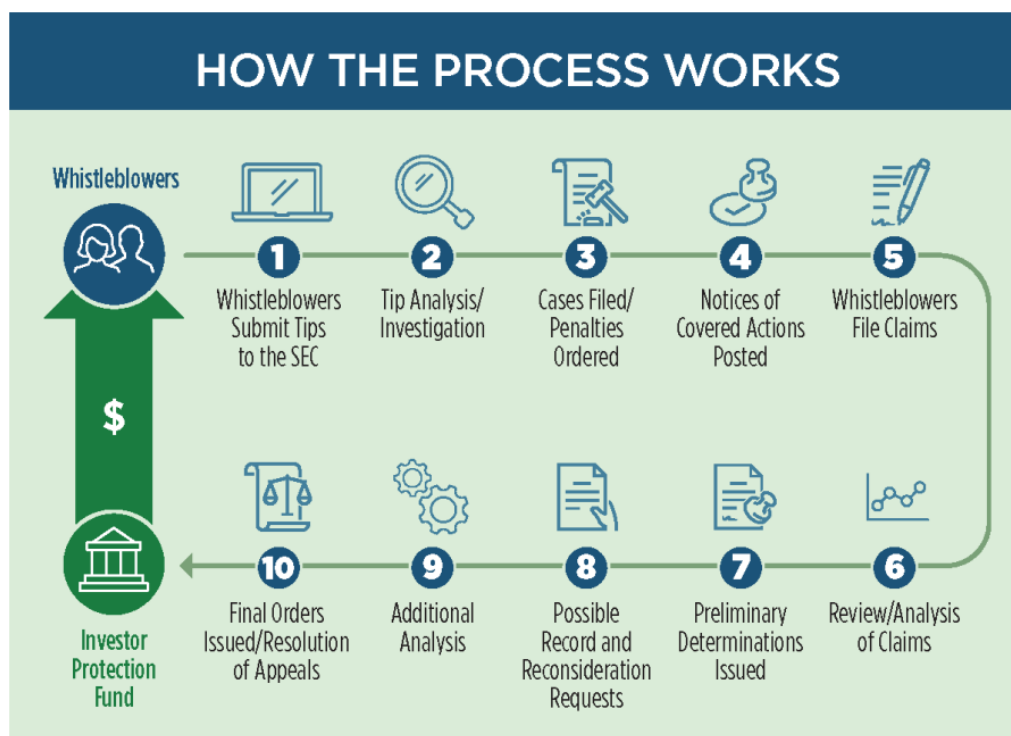 HOW THE PROCESS WORKS
Whistleblowers
1
Whistleblowers
Submit Tips
to the SEC
2
Tip Analysis/
Investigation
3
Cases Filed/
Penalties
Ordered
4
Notices of
Covered Actions
Posted
5
Whistleblowers
File Claims
$
6
Review/Analysis
of Claims
7
Preliminary
Determinations
Issued
8
Possible
Record and
Reconsideration
Requests
9
Additional
Analysis
10
Final Orders
Issued/Resolution
of Appeals
Investor
Protection
Fund